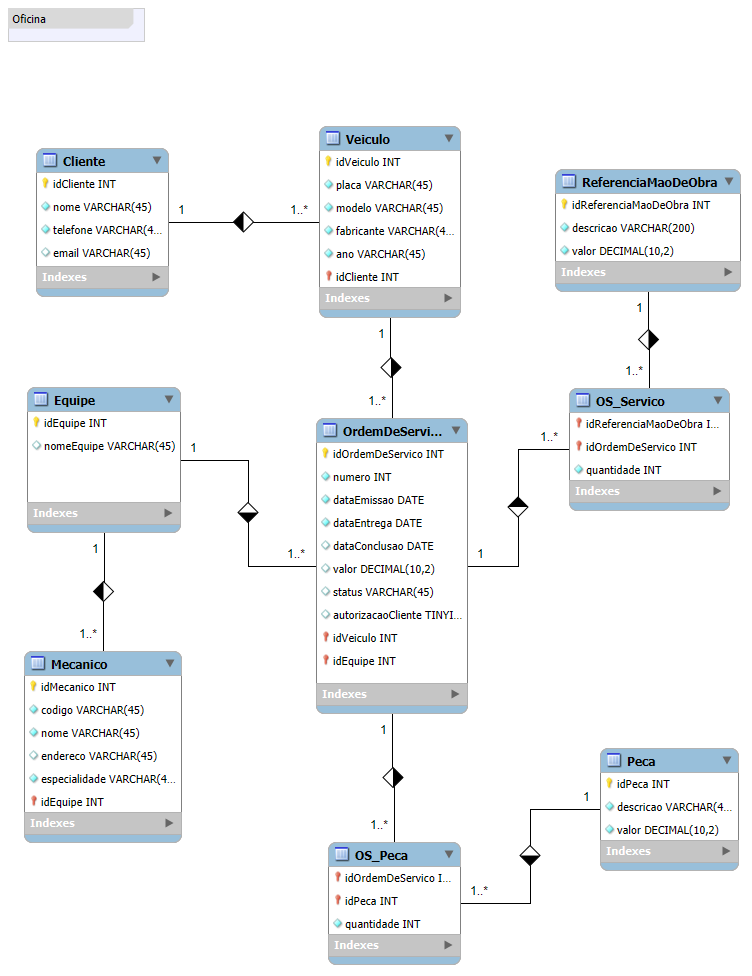 Oficina
Cliente
idCliente INT
nome VARCHAR(45)
telefone VARCHAR(4...
email VARCHAR(45)
Indexes
1
1..*
Veiculo
idVeiculo INT
placa VARCHAR(45)
modelo VARCHAR(45)
fabricante VARCHAR(4...
ano VARCHAR(45)
idCliente INT
Indexes
ReferenciaMaoDeObra
idReferenciaMaoDeObra INT
descricao VARCHAR(200)
valor DECIMAL(10,2)
Indexes
1
1..*
1
1..*
Equipe
idEquipe INT
nomeEquipe VARCHAR(45)
Indexes
1
1..*
OrdemDeServi...
idOrdemDeServico INT
numero INT
dataEmissao DATE
dataEntrega DATE
dataConclusao DATE
valor DECIMAL(10,2)
status VARCHAR(45)
autorizacaoCliente TINYI...
idVeiculo INT
idEquipe INT
Indexes
OS_Servico
idReferenciaMaoDeObra I...
idOrdemDeServico INT
quantidade INT
Indexes
1..*
1
1
1..*
Mecanico
idMecanico INT
codigo VARCHAR(45)
nome VARCHAR(45)
endereco VARCHAR(45)
especialidade VARCHAR(4...
idEquipe INT
Indexes
1
1..*
OS_Peca
idOrdemDeServico I...
idPeca INT
quantidade INT
Indexes
1..*
1
Peca
idPeca INT
descricao VARCHAR(4...
valor DECIMAL(10,2)
Indexes